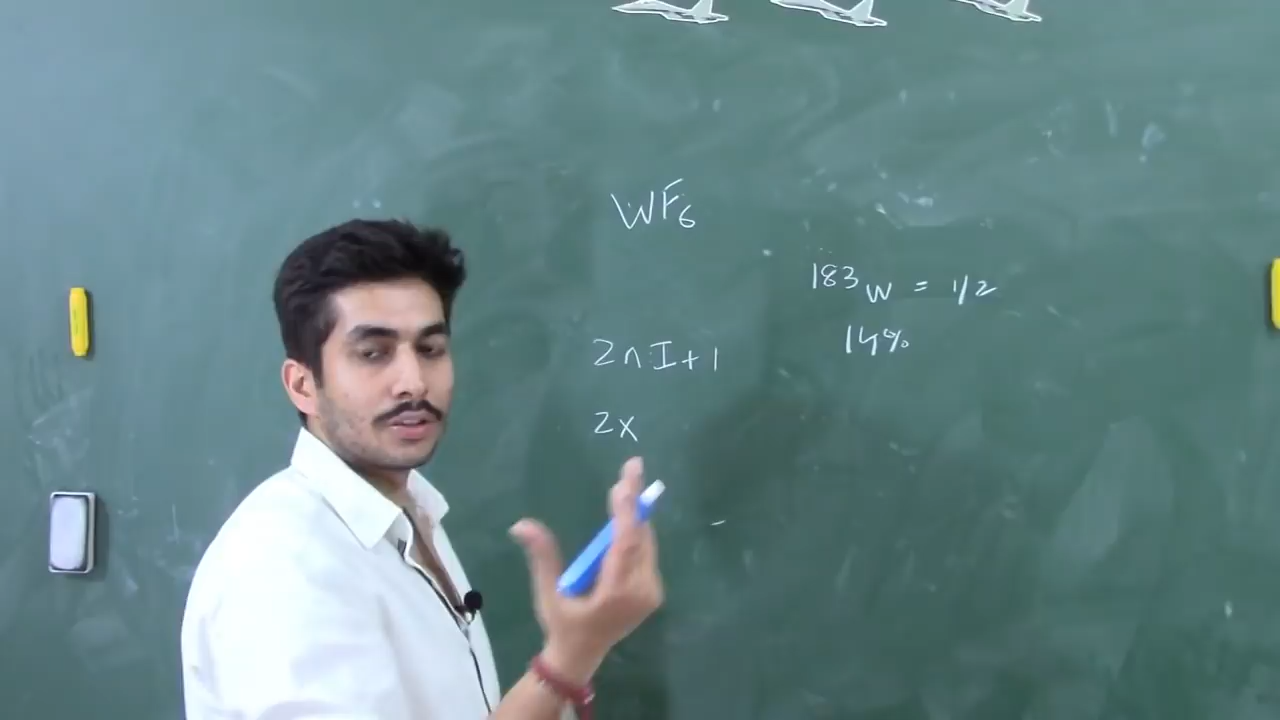 WF₆
¹⁸³W = 1/2
14%
2nI+1
2x